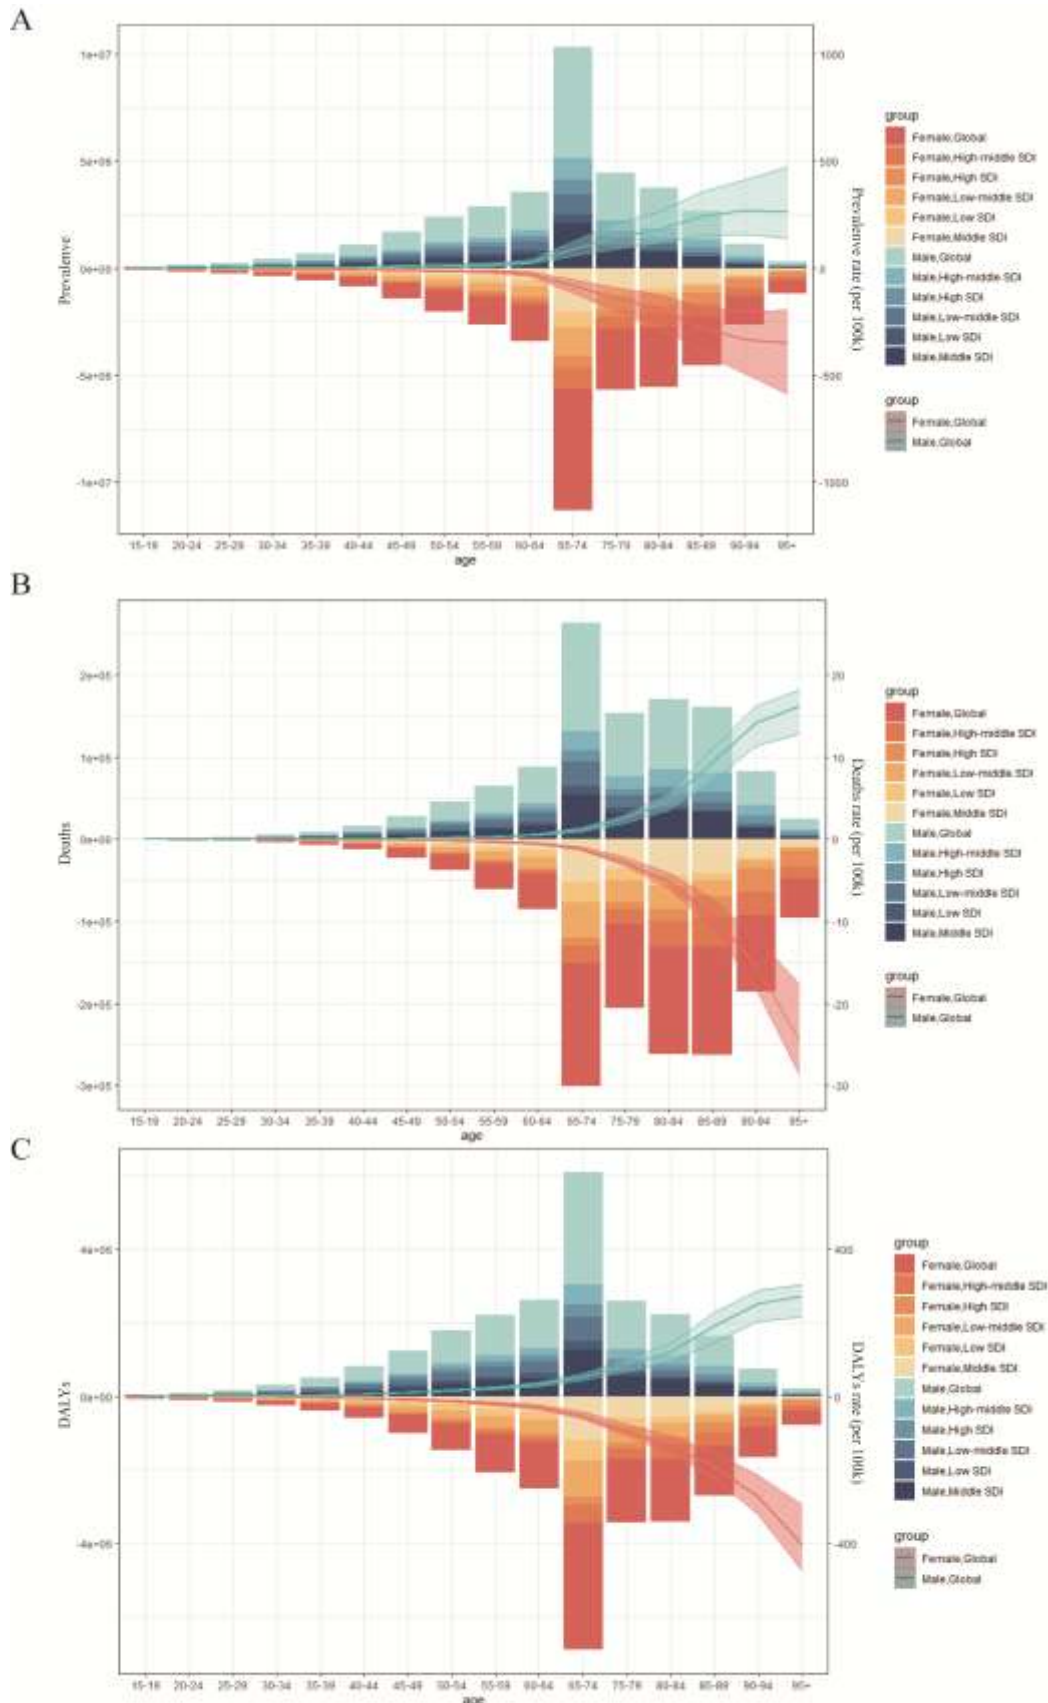 A
1e+07
5e+06
0e+00
-5e+06
-1e+07
Prevalenve
1000
500
0
-500
-1000
Prevalenve rate (per 100k)
15-19 20-24 25-29 30-34 35-39 40-44 45-49 50-54 55-59 60-64 65-74 75-79 80-84 85-89 90-94 95+
age
group
Female,Global
Female,High-middle SDI
Female,High SDI
Female,Low-middle SDI
Female,Low SDI
Female,Middle SDI
Male,Global
Male,High-middle SDI
Male,High SDI
Male,Low-middle SDI
Male,Low SDI
Male,Middle SDI
group
Female,Global
Male,Global
B
2e+05
1e+05
0e+00
-1e+05
-2e+05
-3e+05
Deaths
20
10
0
-10
-20
-30
Deaths rate (per 100k)
15-19 20-24 25-29 30-34 35-39 40-44 45-49 50-54 55-59 60-64 65-74 75-79 80-84 85-89 90-94 95+
age
group
Female,Global
Female,High-middle SDI
Female,High SDI
Female,Low-middle SDI
Female,Low SDI
Female,Middle SDI
Male,Global
Male,High-middle SDI
Male,High SDI
Male,Low-middle SDI
Male,Low SDI
Male,Middle SDI
group
Female,Global
Male,Global
C
4e+06
0e+00
-4e+06
DALYs
400
0
-400
DALYs rate (per 100k)
15-19 20-24 25-29 30-34 35-39 40-44 45-49 50-54 55-59 60-64 65-74 75-79 80-84 85-89 90-94 95+
age
group
Female,Global
Female,High-middle SDI
Female,High SDI
Female,Low-middle SDI
Female,Low SDI
Female,Middle SDI
Male,Global
Male,High-middle SDI
Male,High SDI
Male,Low-middle SDI
Male,Low SDI
Male,Middle SDI
group
Female,Global
Male,Global